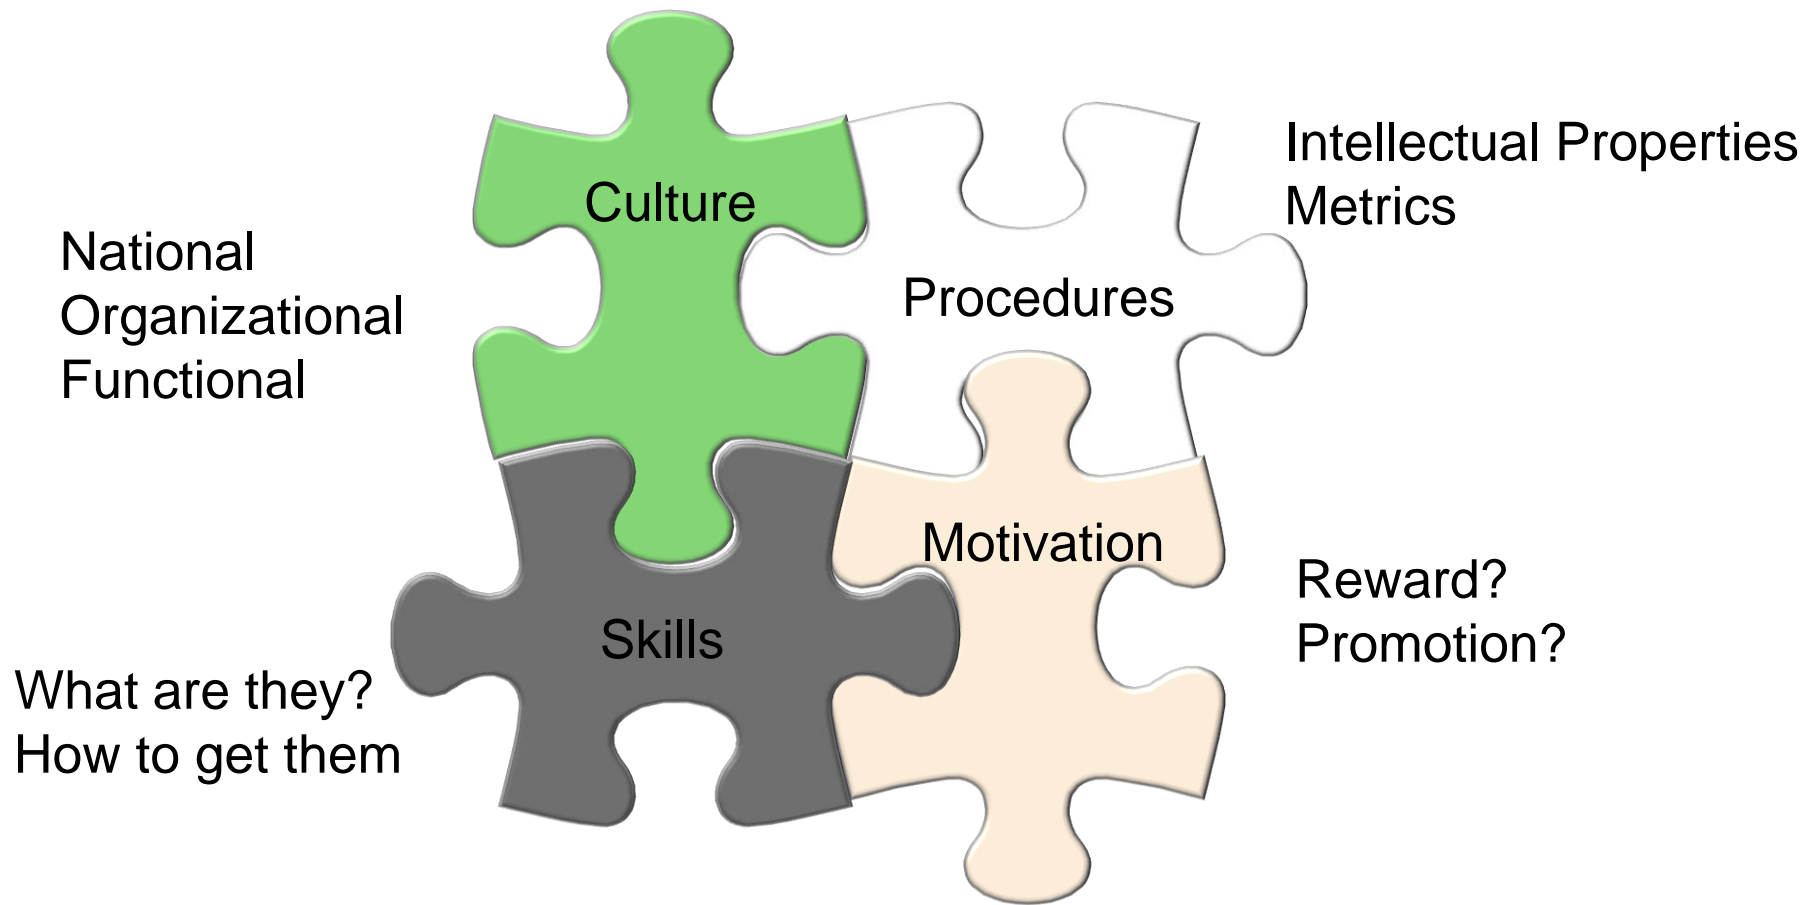 Culture
Intellectual Properties
Metrics
National
Organizational
Functional
Procedures
Motivation
Reward?
Promotion?
Skills
What are they?
How to get them